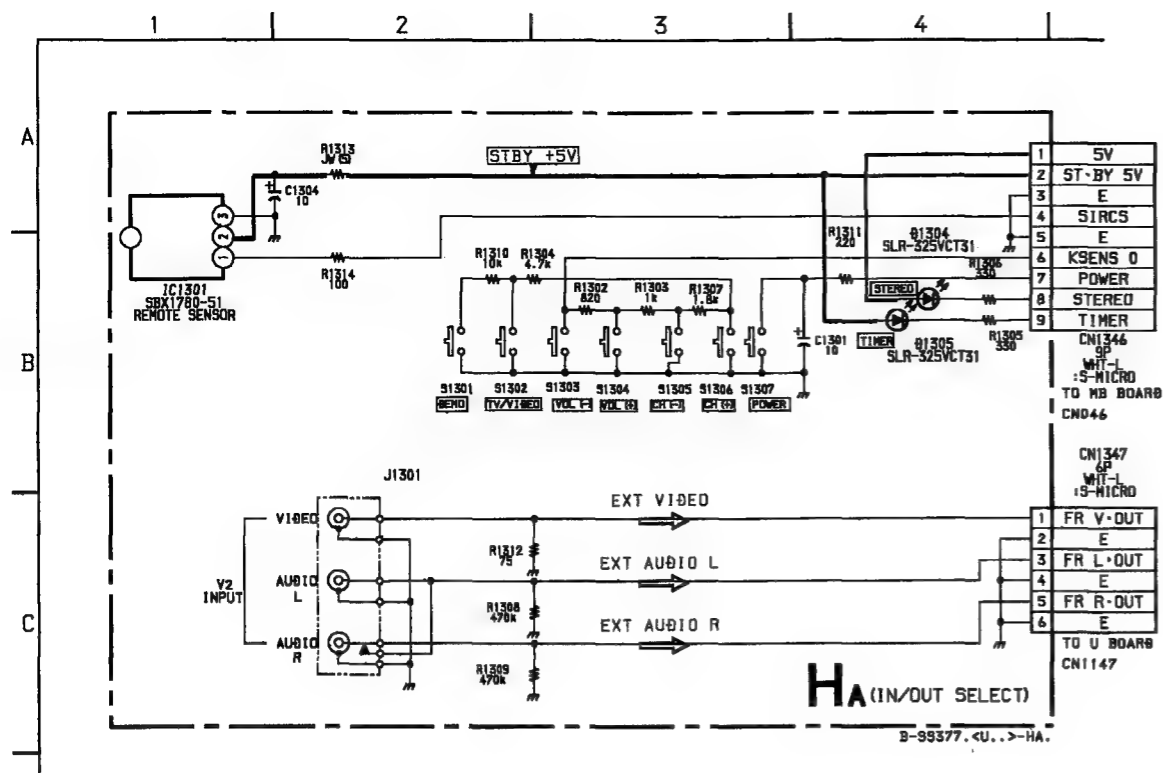 1 2 3 4
A
B
C
R1313
JW(5)
STBY +5V
C1304
10
3
2
1
IC1301
SBX1780-51
REMOTE SENSOR
R1314
100
R1310
10k
R1304
4.7k
R1302
820
R1303
1k
R1307
1.8k
R1311
220
D1304
SLR-325VCT31
STEREO
R1306
330
TIMER
D1305
SLR-325VCT31
R1305
330
C1301
10
S1301
S1302
S1303
S1304
S1305
S1306
S1307
DEMO
TV/VIDEO
VOL (-)
VOL (+)
CH (-)
CH (+)
POWER
1 5V
2 ST-BY 5V
3 E
4 SIRCS
5 E
6 KSENS 0
7 POWER
8 STEREO
9 TIMER
CN1346
9P
WHT-L
:S-MICRO
TO MB BOARD
CN046
J1301
V2
INPUT
VIDEO
AUDIO
L
AUDIO
R
EXT VIDEO
EXT AUDIO L
EXT AUDIO R
R1312
75
R1308
470k
R1309
470k
CN1347
6P
WHT-L
:S-MICRO
1 FR V-OUT
2 E
3 FR L-OUT
4 E
5 FR R-OUT
6 E
TO U BOARD
CN1147
HA (IN/OUT SELECT)
B-SS377.<U..>-HA.